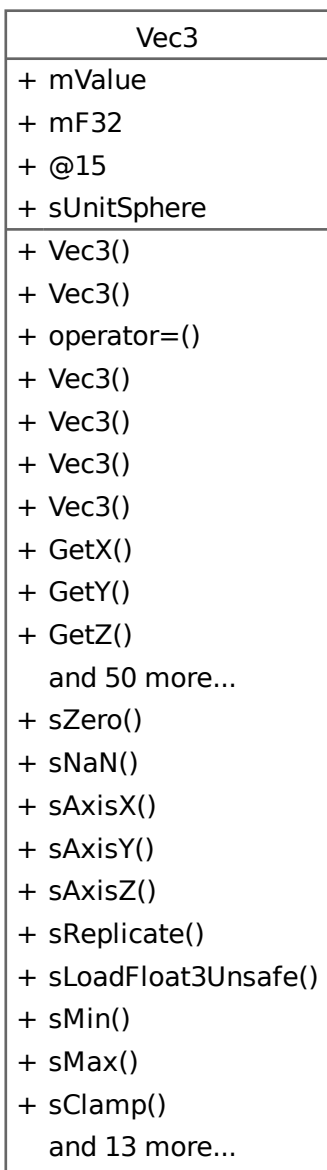 Vec3
+ mValue
+ mF32
+ @15
+ sUnitSphere
+ Vec3()
+ Vec3()
+ operator=()
+ Vec3()
+ Vec3()
+ Vec3()
+ Vec3()
+ GetX()
+ GetY()
+ GetZ()
and 50 more...
+ sZero()
+ sNaN()
+ sAxisX()
+ sAxisY()
+ sAxisZ()
+ sReplicate()
+ sLoadFloat3Unsafe()
+ sMin()
+ sMax()
+ sClamp()
and 13 more...